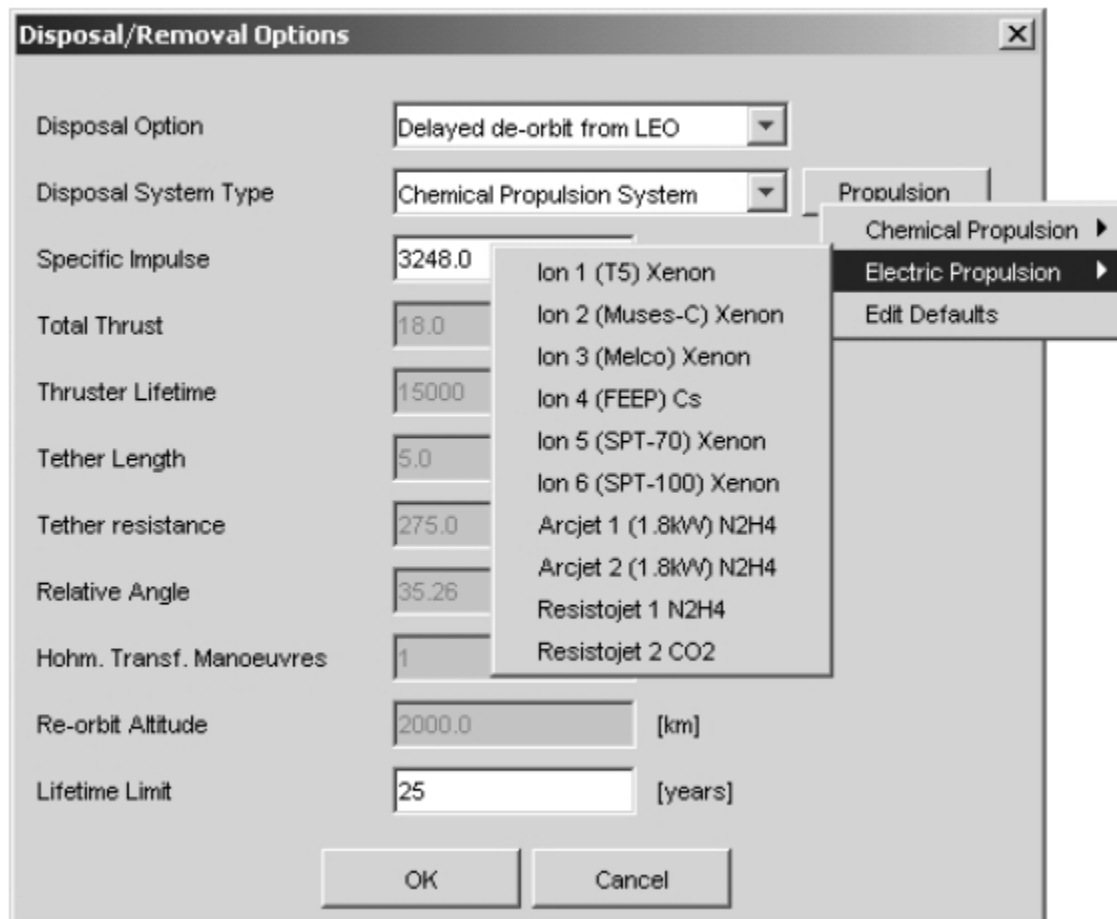 Disposal/Removal Options
Disposal Option Delayed de-orbit from LEO
Disposal System Type Chemical Propulsion System Propulsion
Chemical Propulsion
Electric Propulsion
Edit Defaults
Specific Impulse 3248.0
Total Thrust 18.0
Thruster Lifetime 15000
Tether Length 5.0
Tether resistance 275.0
Relative Angle 35.26
Hohm. Transf. Manoeuvres 1
Ion 1 (T5) Xenon
Ion 2 (Muses-C) Xenon
Ion 3 (Melco) Xenon
Ion 4 (FEEP) Cs
Ion 5 (SPT-70) Xenon
Ion 6 (SPT-100) Xenon
Arcjet 1 (1.8kW) N2H4
Arcjet 2 (1.8kW) N2H4
Resistojet 1 N2H4
Resistojet 2 CO2
Re-orbit Altitude 2000.0 [km]
Lifetime Limit 25 [years]
OK Cancel